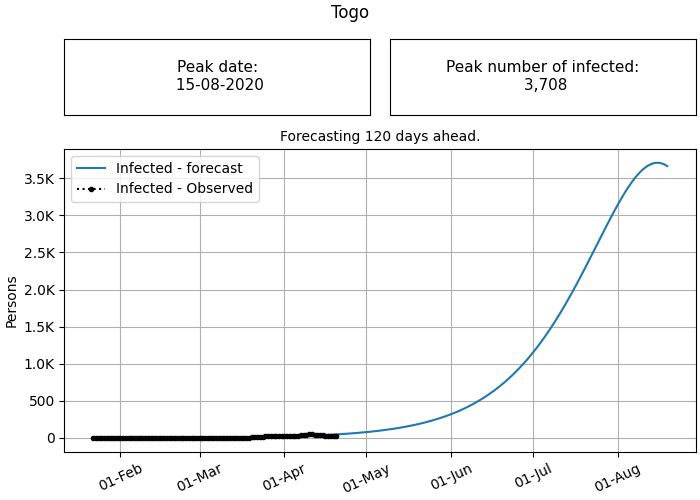 Togo
Peak date:
15-08-2020
Peak number of infected:
3,708
Forecasting 120 days ahead.
Infected - forecast
Infected - Observed
3.5K
3.0K
2.5K
2.0K
1.5K
1.0K
500
0
Persons
01-Feb
01-Mar
01-Apr
01-May
01-Jun
01-Jul
01-Aug